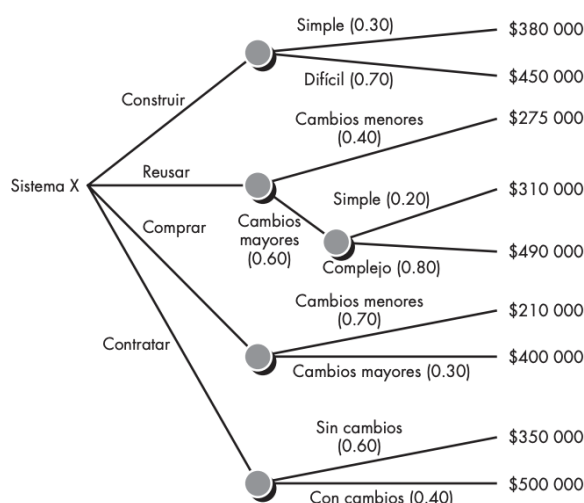 Simple (0.30)
$380 000
Difícil (0.70)
$450 000
Construir
Cambios menores
(0.40)
$275 000
Sistema X
Reusar
Simple (0.20)
$310 000
Cambios
mayores
(0.60)
Comprar
Complejo (0.80)
$490 000
Cambios menores
(0.70)
$210 000
Contratar
Cambios mayores (0.30)
$400 000
Sin cambios
(0.60)
$350 000
Con cambios (0.40)
$500 000